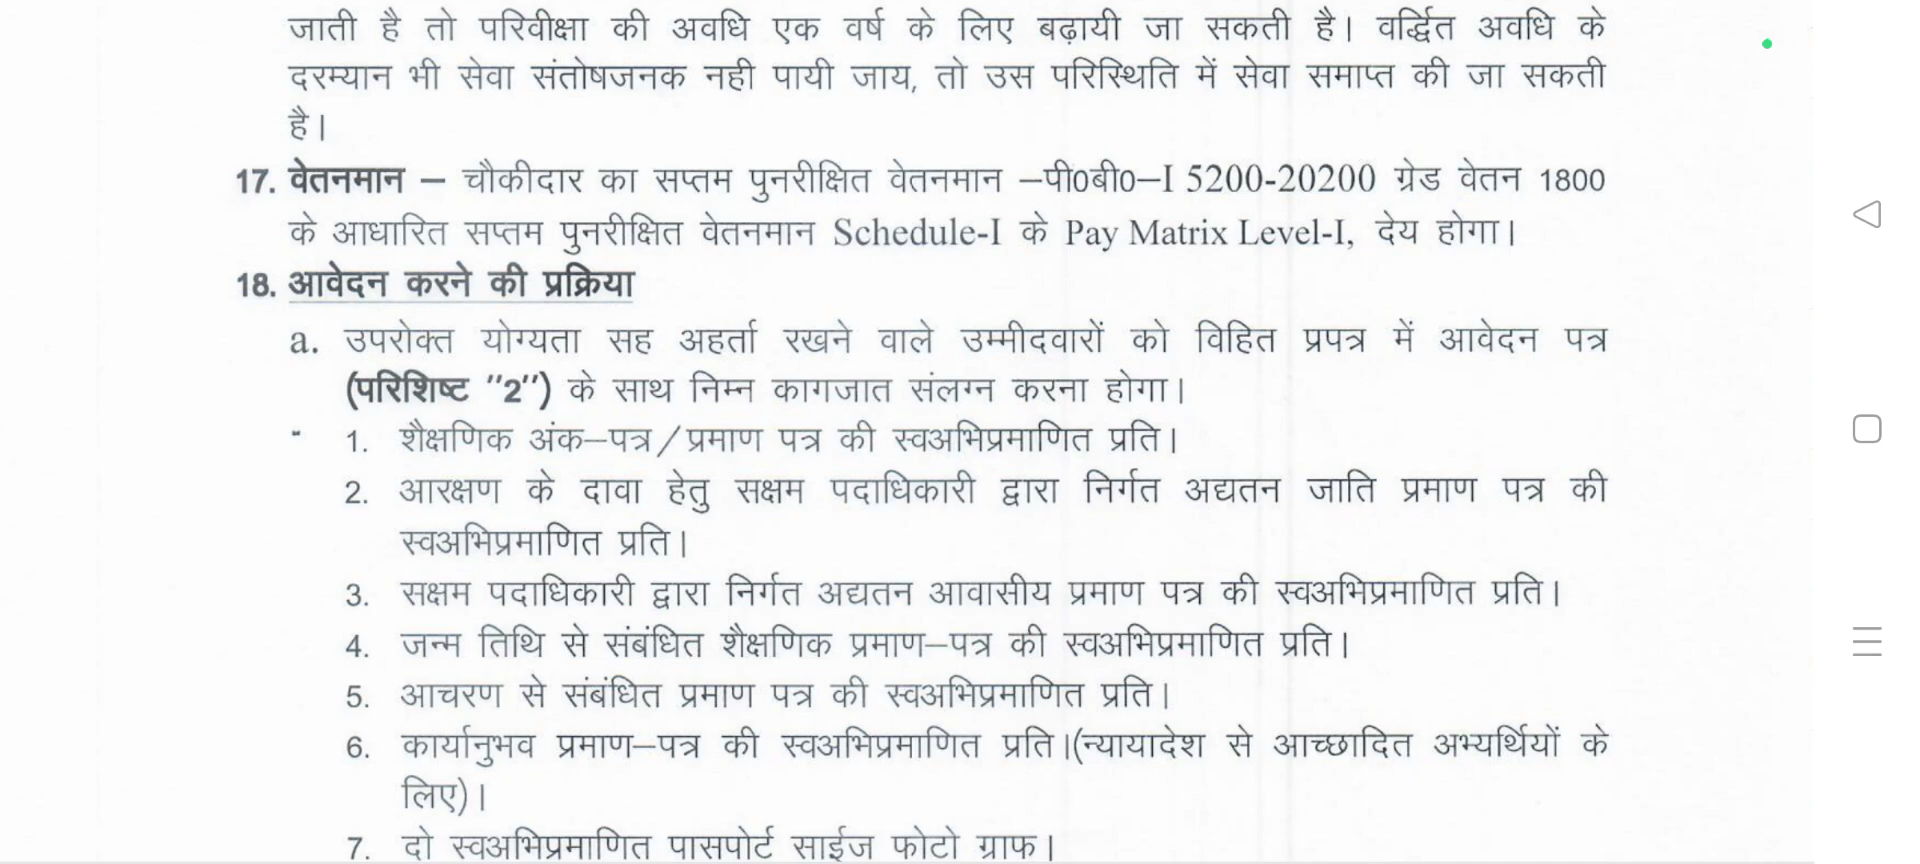 जाती है तो परिवीक्षा की अवधि एक वर्ष के लिए बढ़ायी जा सकती है। वर्द्धित अवधि के
दरम्यान भी सेवा संतोषजनक नही पायी जाय, तो उस परिस्थिति में सेवा समाप्त की जा सकती
है।
17. वेतनमान – चौकीदार का सप्तम पुनरीक्षित वेतनमान –पी0बी0–I 5200-20200 ग्रेड वेतन 1800
के आधारित सप्तम पुनरीक्षित वेतनमान Schedule-I के Pay Matrix Level-I, देय होगा।
18. आवेदन करने की प्रक्रिया
a. उपरोक्त योग्यता सह अहर्ता रखने वाले उम्मीदवारों को विहित प्रपत्र में आवेदन पत्र
(परिशिष्ट "2") के साथ निम्न कागजात संलग्न करना होगा।
1. शैक्षणिक अंक–पत्र/प्रमाण पत्र की स्वअभिप्रमाणित प्रति।
2. आरक्षण के दावा हेतु सक्षम पदाधिकारी द्वारा निर्गत अद्यतन जाति प्रमाण पत्र की
स्वअभिप्रमाणित प्रति।
3. सक्षम पदाधिकारी द्वारा निर्गत अद्यतन आवासीय प्रमाण पत्र की स्वअभिप्रमाणित प्रति।
4. जन्म तिथि से संबंधित शैक्षणिक प्रमाण–पत्र की स्वअभिप्रमाणित प्रति।
5. आचरण से संबंधित प्रमाण पत्र की स्वअभिप्रमाणित प्रति।
6. कार्यानुभव प्रमाण–पत्र की स्वअभिप्रमाणित प्रति।(न्यायादेश से आच्छादित अभ्यर्थियों के
लिए)।
7. दो स्वअभिप्रमाणित पासपोर्ट साईज फोटो ग्राफ।